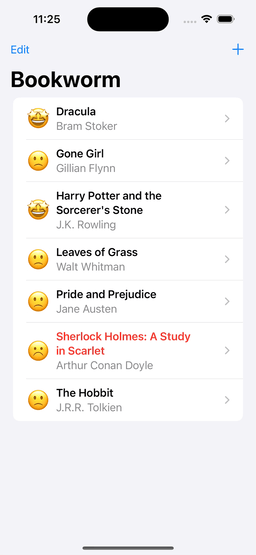 11:25
Edit
Bookworm
Dracula
Bram Stoker
Gone Girl
Gillian Flynn
Harry Potter and the
Sorcerer's Stone
J.K. Rowling
Leaves of Grass
Walt Whitman
Pride and Prejudice
Jane Austen
Sherlock Holmes: A Study
in Scarlet
Arthur Conan Doyle
The Hobbit
J.R.R. Tolkien